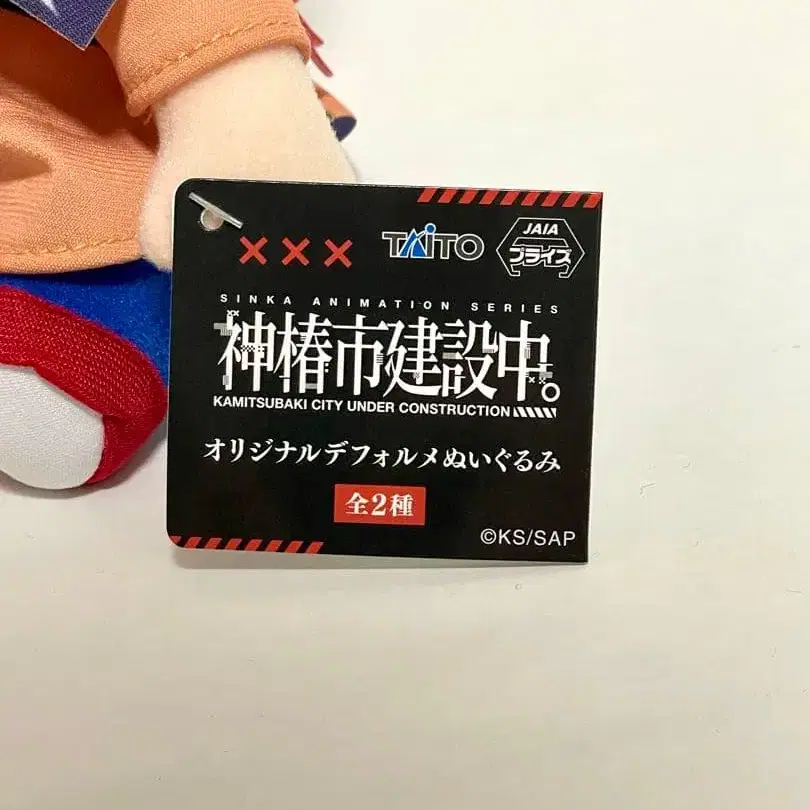 ××× TAITO JAIA プライズ
SINKA ANIMATION SERIES
神椿市建設中。
KAMITSUBAKI CITY UNDER CONSTRUCTION
オリジナルデフォルメぬいぐるみ
全2種
©KS/SAP